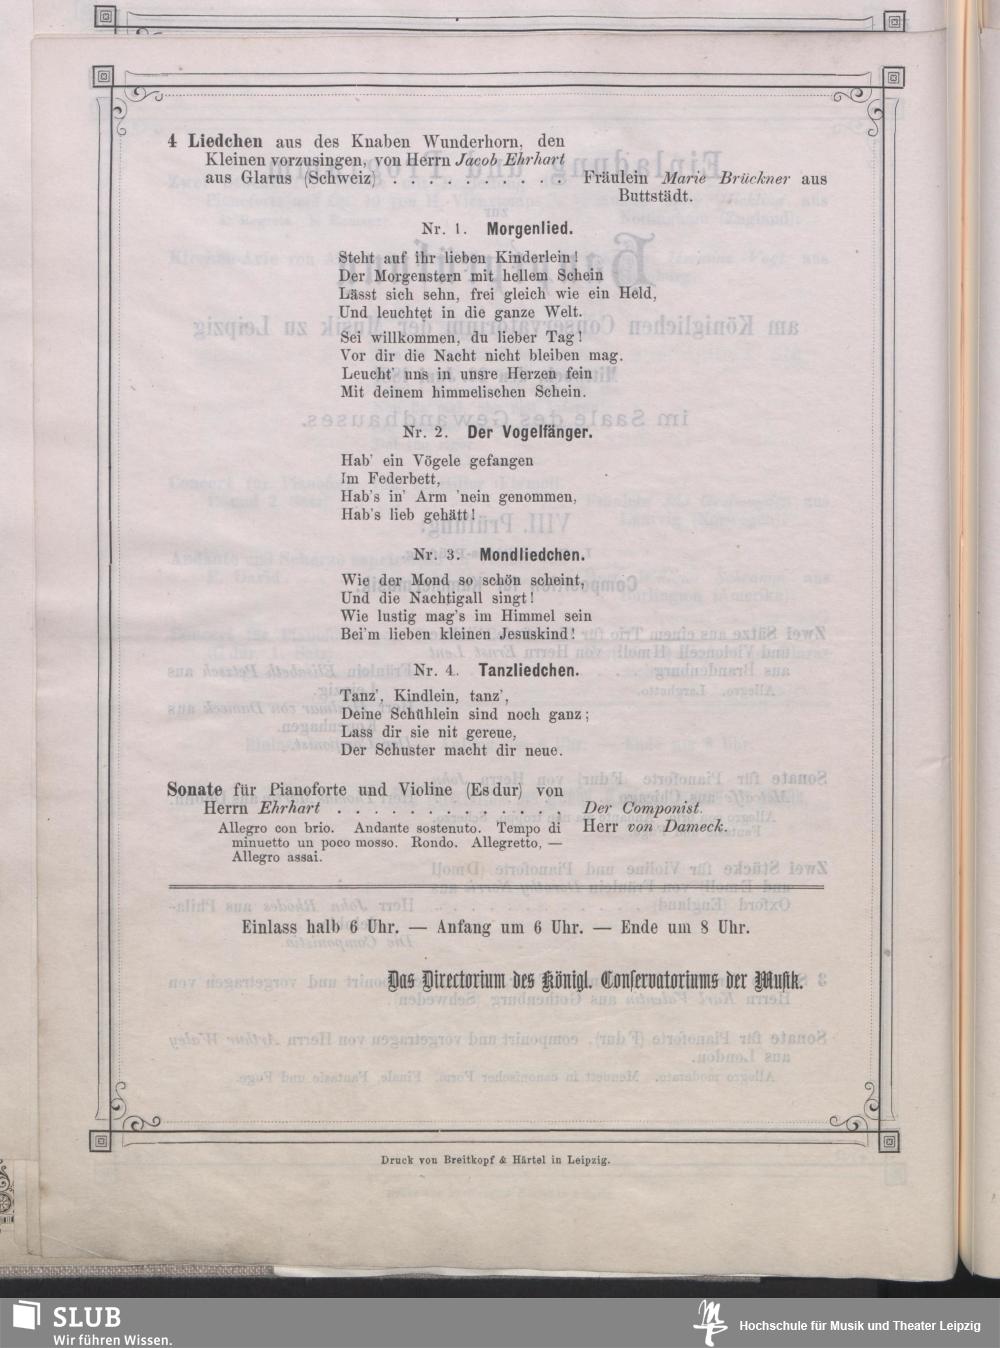 4 Liedchen aus des Knaben Wunderhorn, den
Kleinen vorzusingen, von Herrn Jacob Ehrhart
aus Glarus (Schweiz) . . . . . . . . . . Fräulein Marie Brückner aus
Buttstädt.
Nr. 1. Morgenlied.
Steht auf ihr lieben Kinderlein!
Der Morgenstern mit hellem Schein
Lässt sich sehn, frei gleich wie ein Held,
Und leuchtet in die ganze Welt.
Sei willkommen, du lieber Tag!
Vor dir die Nacht nicht bleiben mag.
Leucht' uns in unsre Herzen fein
Mit deinem himmelischen Schein.
Nr. 2. Der Vogelfänger.
Hab' ein Vögele gefangen
Im Federbett,
Hab's in' Arm 'nein genommen,
Hab's lieb gehätt!
Nr. 3. Mondliedchen.
Wie der Mond so schön scheint,
Und die Nachtigall singt!
Wie lustig mag's im Himmel sein
Bei'm lieben kleinen Jesuskind!
Nr. 4. Tanzliedchen.
Tanz', Kindlein, tanz',
Deine Schühlein sind noch ganz;
Lass dir sie nit gereue,
Der Schuster macht dir neue.
Sonate für Pianoforte und Violine (Es dur) von
Herrn Ehrhart . . . . . . . . . . . . . Der Componist.
Allegro con brio. Andante sostenuto. Tempo di Herr von Dameck.
minuetto un poco mosso. Rondo. Allegretto, —
Allegro assai.
Einlass halb 6 Uhr. — Anfang um 6 Uhr. — Ende um 8 Uhr.
Das Directorium des Königl. Conservatoriums der Musik.
Druck von Breitkopf & Härtel in Leipzig.
SLUB
Wir führen Wissen.
Hochschule für Musik und Theater Leipzig